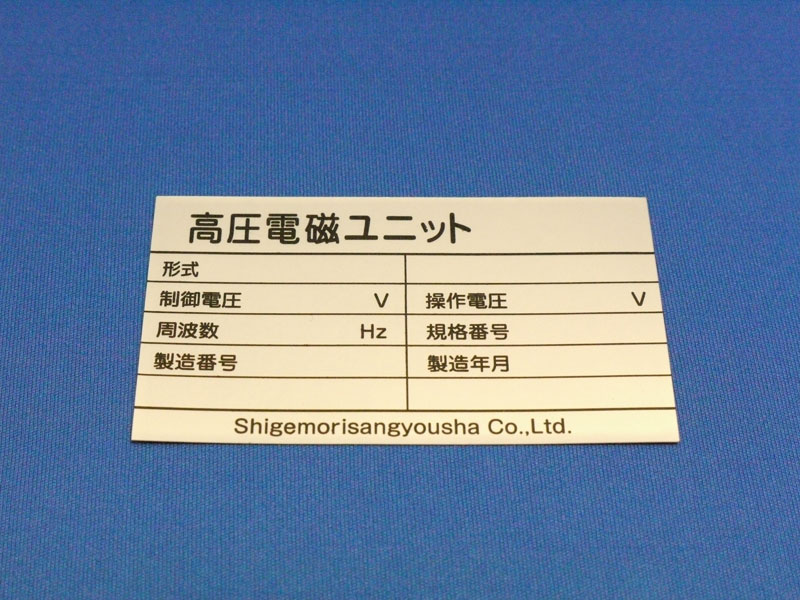 高圧電磁ユニット
形式
制御電圧 V 操作電圧 V
周波数 Hz 規格番号
製造番号 製造年月
Shigemorisangyousha Co.,Ltd.